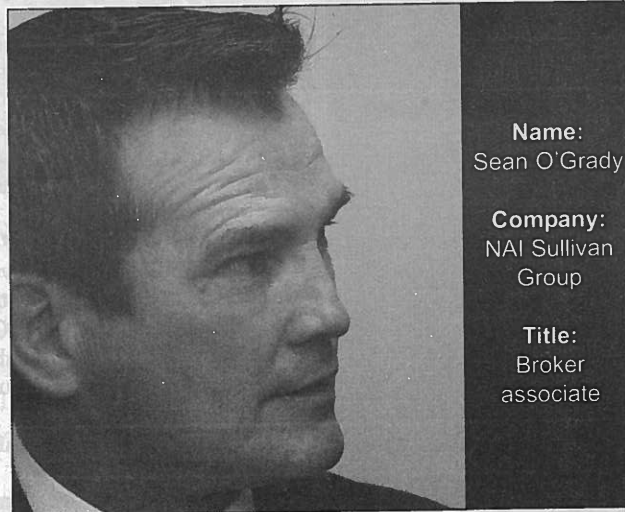 Name:
Sean O'Grady
Company:
NAI Sullivan
Group
Title:
Broker
associate